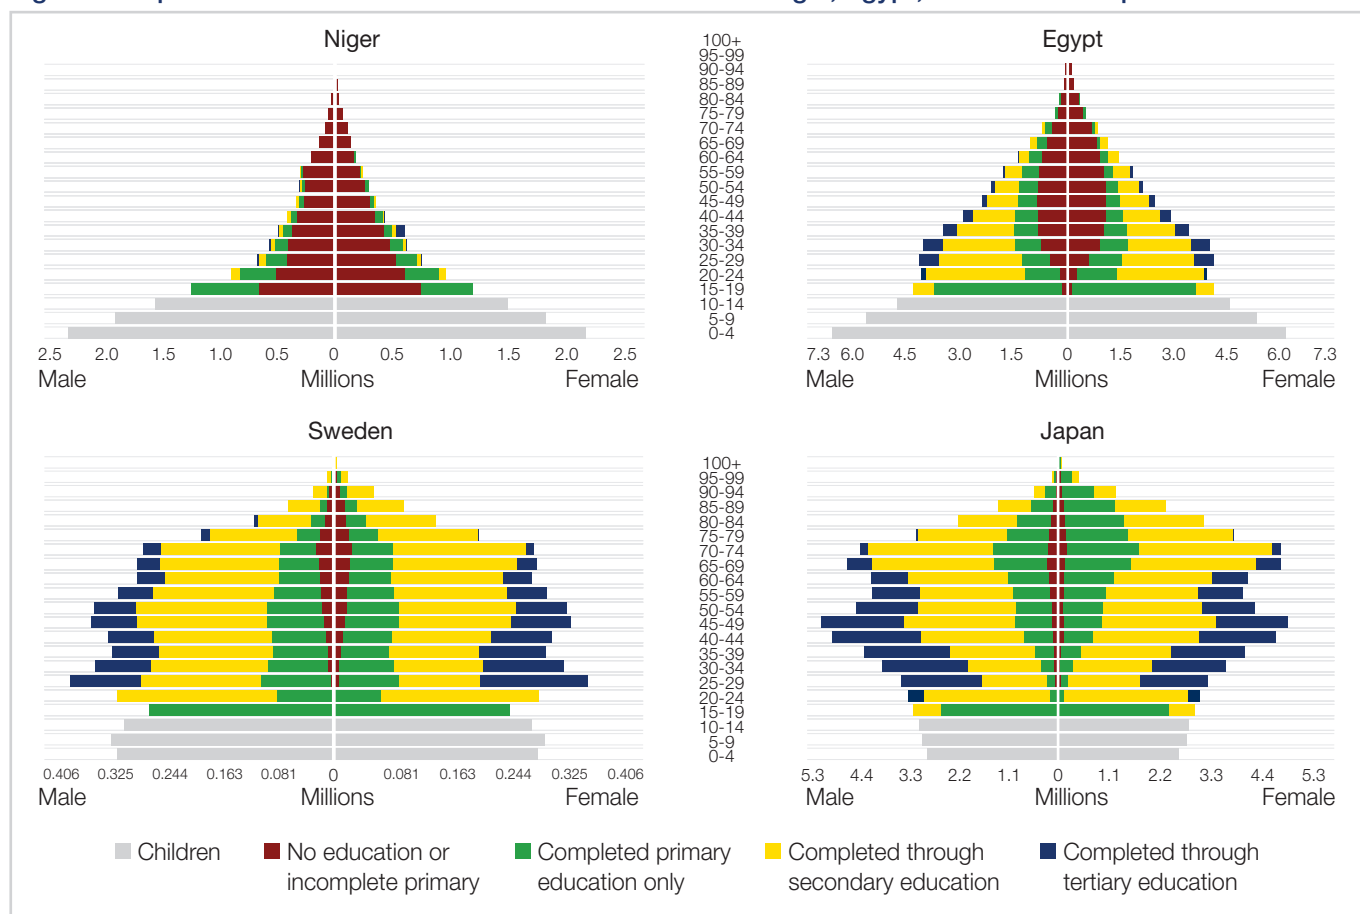 Niger
Egypt
100+
95-99
90-94
85-89
80-84
75-79
70-74
65-69
60-64
55-59
50-54
45-49
40-44
35-39
30-34
25-29
20-24
15-19
10-14
5-9
0-4
2.5 2.0 1.5 1.0 0.5 0 0.5 1.0 1.5 2.0 2.5
Male Millions Female
7.3 6.0 4.5 3.0 1.5 0 1.5 3.0 4.5 6.0 7.3
Male Millions Female
Sweden
Japan
100+
95-99
90-94
85-89
80-84
75-79
70-74
65-69
60-64
55-59
50-54
45-49
40-44
35-39
30-34
25-29
20-24
15-19
10-14
5-9
0-4
0.406 0.325 0.244 0.163 0.081 0 0.081 0.163 0.244 0.325 0.406
Male Millions Female
5.3 4.4 3.3 2.2 1.1 0 1.1 2.2 3.3 4.4 5.3
Male Millions Female
Children
No education or
incomplete primary
Completed primary
education only
Completed through
secondary education
Completed through
tertiary education